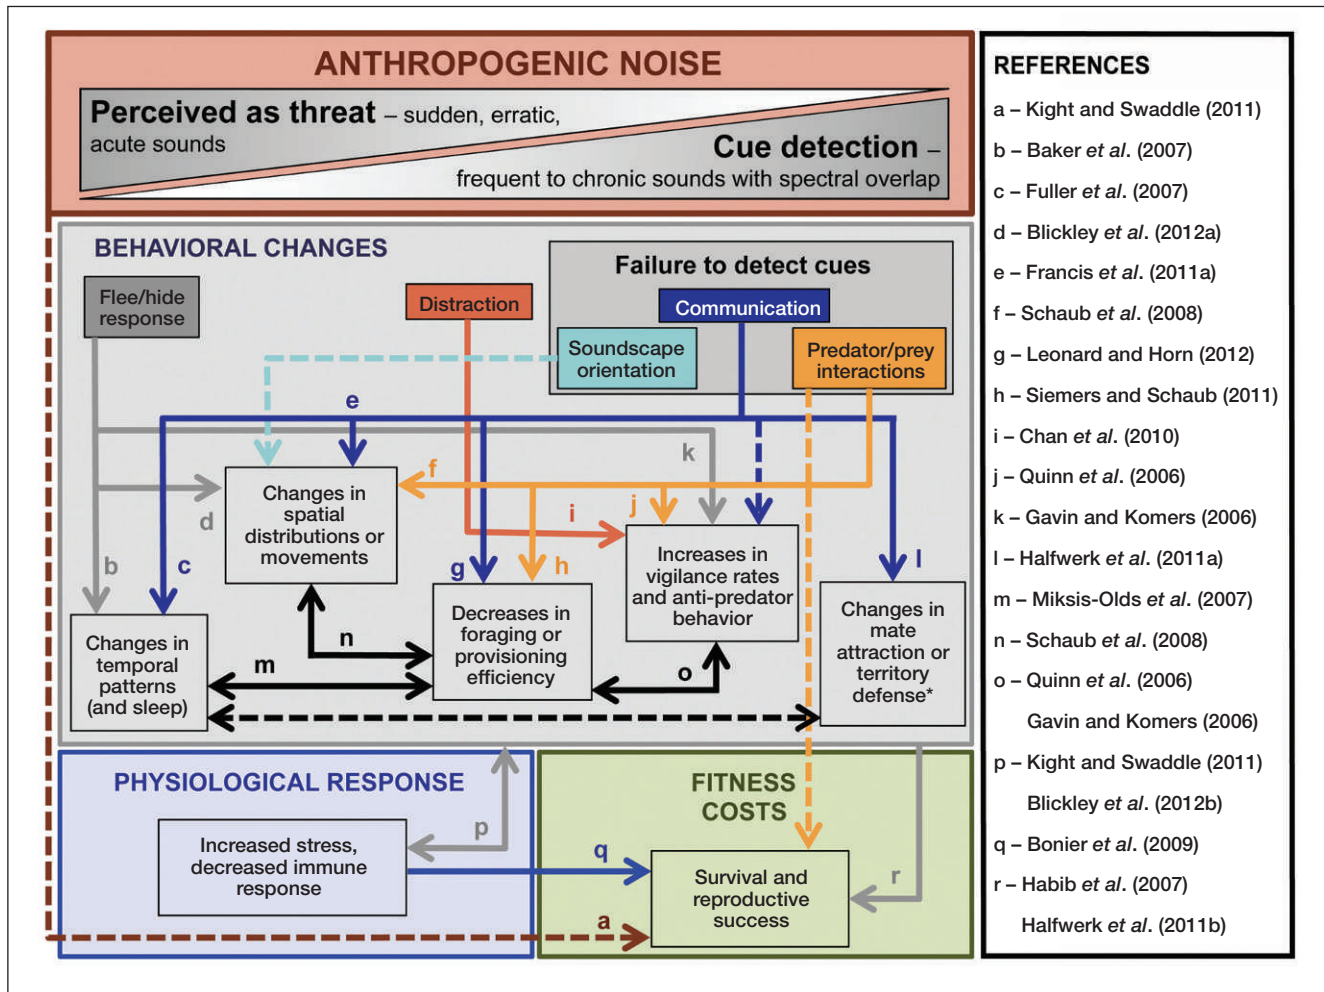 ANTHROPOGENIC NOISE
Perceived as threat – sudden, erratic,
acute sounds
Cue detection –
frequent to chronic sounds with spectral overlap
BEHAVIORAL CHANGES
Flee/hide
response
Distraction
Failure to detect cues
Communication
Soundscape
orientation
Predator/prey
interactions
e
f
k
d
i
j
b
c
g
h
l
Changes in
spatial
distributions or
movements
Increases in
vigilance rates
and anti-predator
behavior
Decreases in
foraging or
provisioning
efficiency
Changes in
mate
attraction or
territory
defense*
Changes in
temporal
patterns
(and sleep)
n
m
o
PHYSIOLOGICAL RESPONSE
Increased stress,
decreased immune
response
p
q
a
FITNESS
COSTS
Survival and
reproductive
success
r
REFERENCES
a – Kight and Swaddle (2011)
b – Baker et al. (2007)
c – Fuller et al. (2007)
d – Blickley et al. (2012a)
e – Francis et al. (2011a)
f – Schaub et al. (2008)
g – Leonard and Horn (2012)
h – Siemers and Schaub (2011)
i – Chan et al. (2010)
j – Quinn et al. (2006)
k – Gavin and Komers (2006)
l – Halfwerk et al. (2011a)
m – Miksis-Olds et al. (2007)
n – Schaub et al. (2008)
o – Quinn et al. (2006)
Gavin and Komers (2006)
p – Kight and Swaddle (2011)
Blickley et al. (2012b)
q – Bonier et al. (2009)
r – Habib et al. (2007)
Halfwerk et al. (2011b)